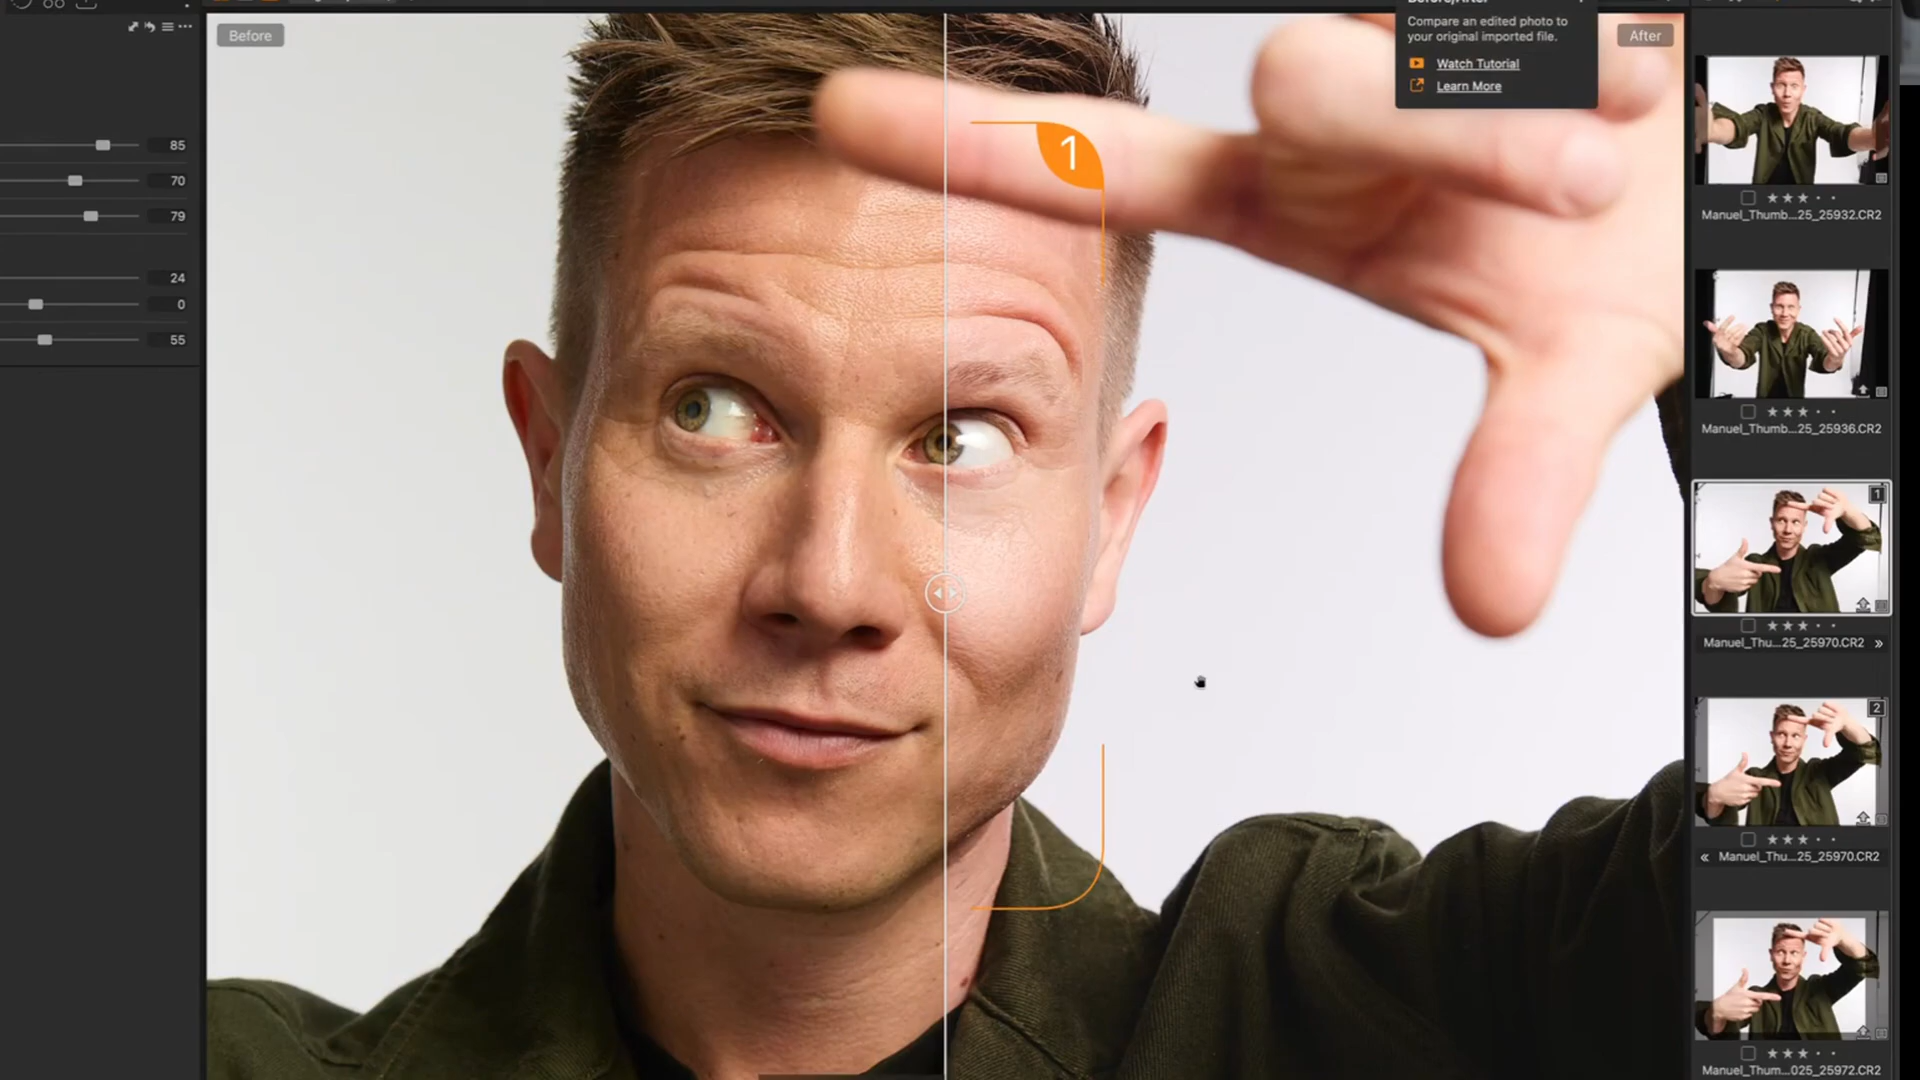 Before
Before/After
Compare an edited photo to
your original imported file.
Watch Tutorial
Learn More
After
85
70
79
24
0
55
1
Manuel_Thumb...25_25932.CR2
Manuel_Thumb...25_25936.CR2
1
Manuel_Thu...25_25970.CR2
2
Manuel_Thu...25_25970.CR2
Manuel_Thum...025_25972.CR2